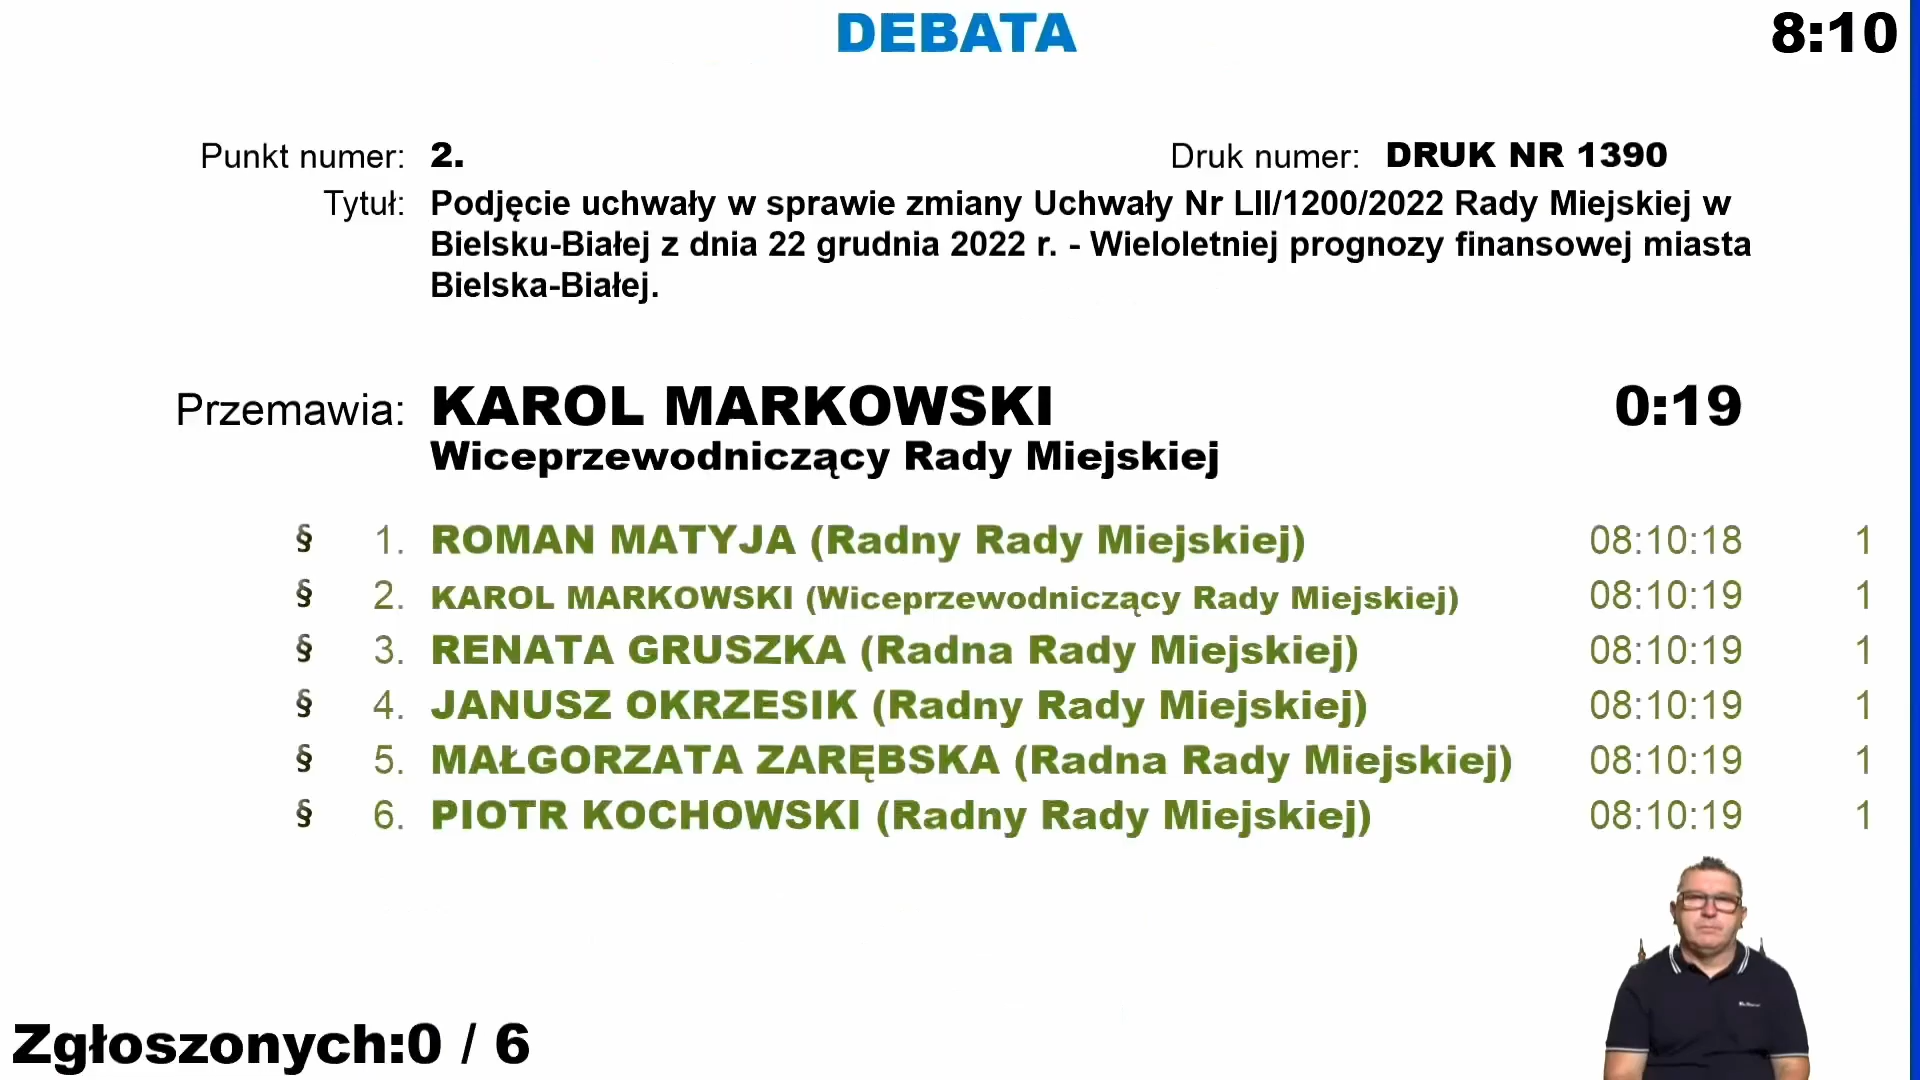 DEBATA
8:10
Punkt numer: 2.
Druk numer: DRUK NR 1390
Tytuł: Podjęcie uchwały w sprawie zmiany Uchwały Nr LII/1200/2022 Rady Miejskiej w
Bielsku-Białej z dnia 22 grudnia 2022 r. - Wieloletniej prognozy finansowej miasta
Bielska-Białej.
Przemawia: KAROL MARKOWSKI 0:19
Wiceprzewodniczący Rady Miejskiej
§ 1. ROMAN MATYJA (Radny Rady Miejskiej) 08:10:18 1
§ 2. KAROL MARKOWSKI (Wiceprzewodniczący Rady Miejskiej) 08:10:19 1
§ 3. RENATA GRUSZKA (Radna Rady Miejskiej) 08:10:19 1
§ 4. JANUSZ OKRZESIK (Radny Rady Miejskiej) 08:10:19 1
§ 5. MAŁGORZATA ZARĘBSKA (Radna Rady Miejskiej) 08:10:19 1
§ 6. PIOTR KOCHOWSKI (Radny Rady Miejskiej) 08:10:19 1
Zgłoszonych:0 / 6